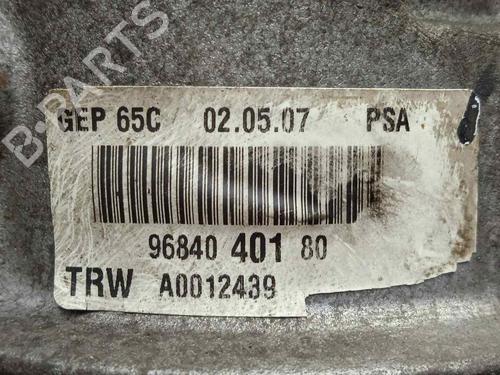 B-PARTS
GEP 65C 02.05.07 PSA
96840 401 80
TRW A0012439